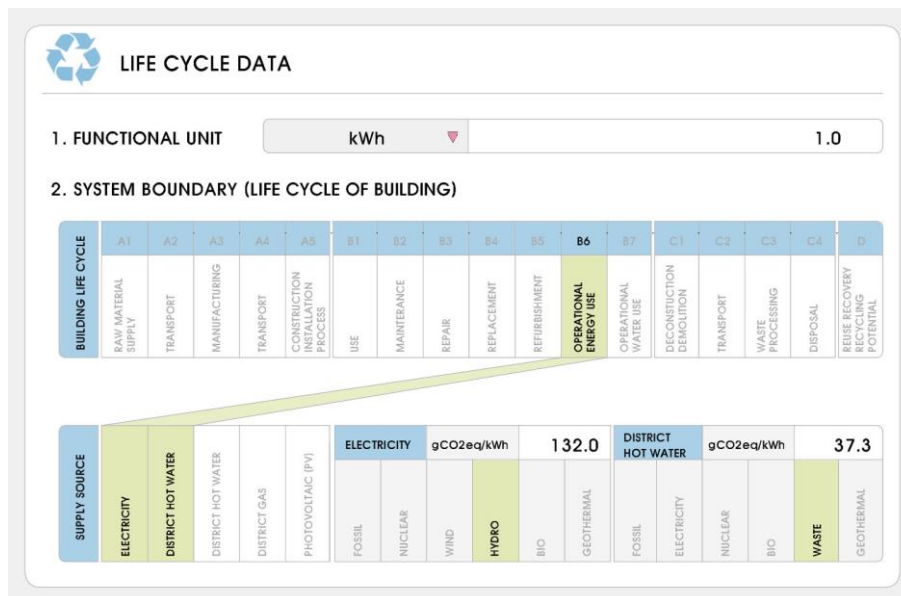 LIFE CYCLE DATA
1. FUNCTIONAL UNIT
kWh
1.0
2. SYSTEM BOUNDARY (LIFE CYCLE OF BUILDING)
BUILDING LIFE CYCLE
A1
A2
A3
A4
A5
B1
B2
B3
B4
B5
B6
B7
C1
C2
C3
C4
D
RAW MATERIAL
SUPPLY
TRANSPORT
MANUFACTURING
TRANSPORT
CONSTRUCTION
INSTALLATION
PROCESS
USE
MAINTERANCE
REPAIR
REPLACEMENT
REFURBISHMENT
OPERATIONAL
ENERGY USE
OPERATIONAL
WATER USE
DECONSTUCTION
DEMOLITION
TRANSPORT
WASTE
PROCESSING
DISPOSAL
REUSE RECOVERY
RECYCLING
POTENTIAL
SUPPLY SOURCE
ELECTRICITY
DISTRICT HOT WATER
DISTRICT HOT WATER
DISTRICT GAS
PHOTOVOLTAIC (PV)
ELECTRICITY
gCO2eq/kWh
132.0
DISTRICT
HOT WATER
gCO2eq/kWh
37.3
FOSSIL
NUCLEAR
WIND
HYDRO
BIO
GEOTHERMAL
FOSSIL
ELECTRICITY
NUCLEAR
BIO
WASTE
GEOTHERMAL